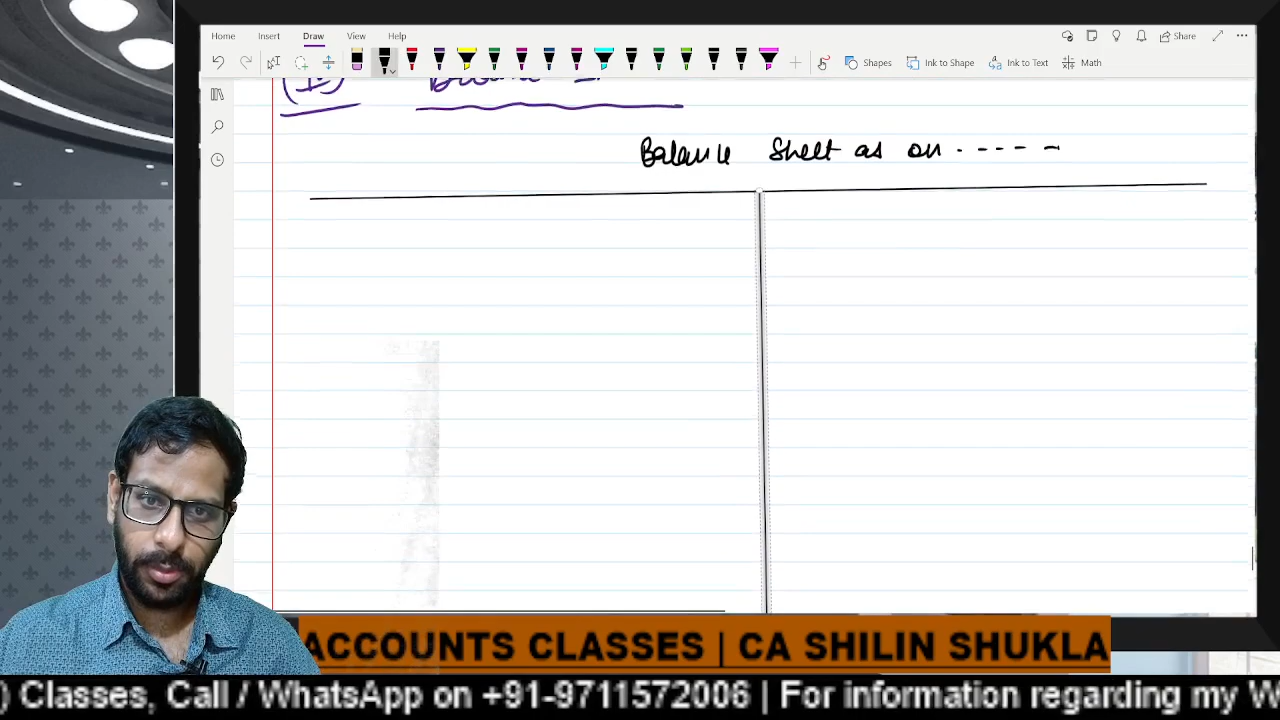 Home Insert Draw View Help Share
Shapes Ink to Shape Ink to Text Math
Balance Sheet as on - - - - -
ACCOUNTS CLASSES | CA SHILIN SHUKLA
) Classes, Call / WhatsApp on +91-9711572006 | For information regarding my W